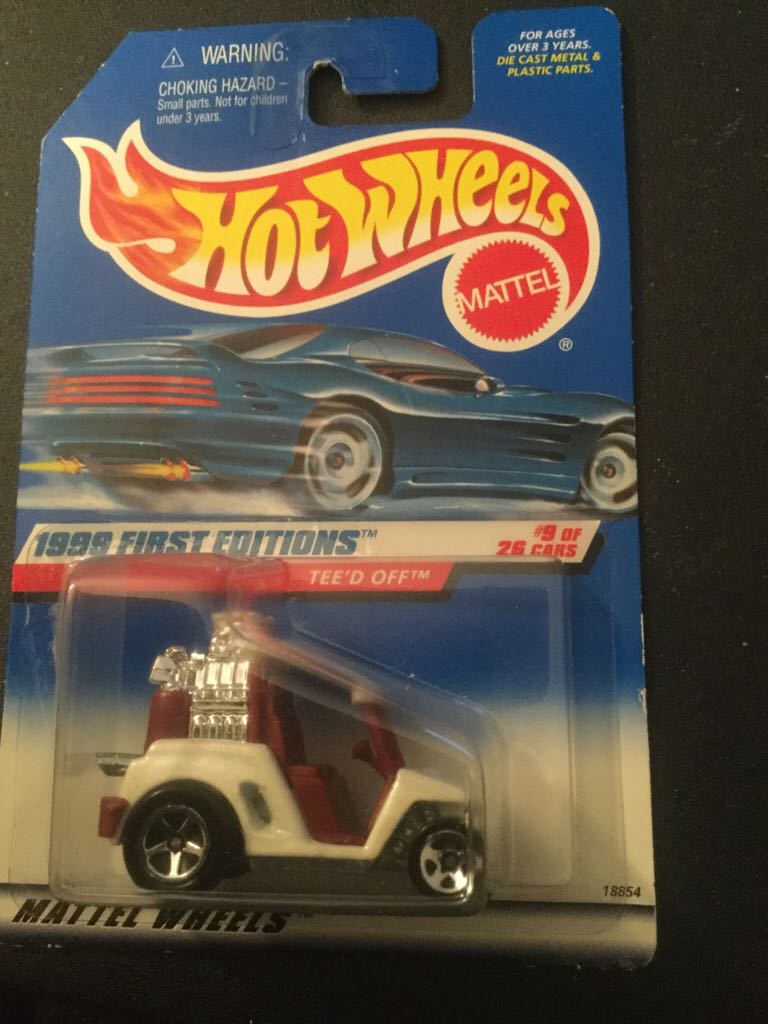 WARNING:
CHOKING HAZARD –
Small parts. Not for children
under 3 years.
FOR AGES
OVER 3 YEARS.
DIE CAST METAL &
PLASTIC PARTS.
HOT WHEELS
MATTEL
®
1999 FIRST EDITIONS™
#9 OF
26 CARS
TEE'D OFF™
18854
MATTEL WHEELS™